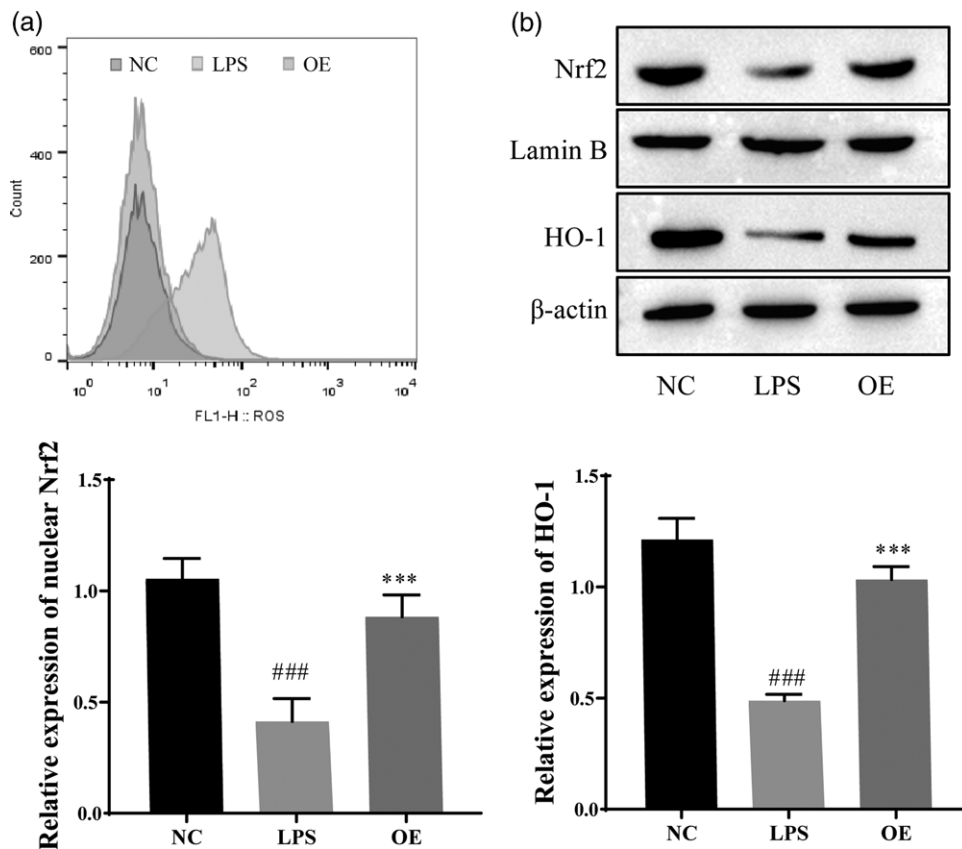 (a)
600
400
200
0
Count
NC LPS OE
10⁰ 10¹ 10² 10³ 10⁴
FL1-H :: ROS
(b)
Nrf2
Lamin B
HO-1
β-actin
NC LPS OE
Relative expression of nuclear Nrf2
1.5
1.0
0.5
0.0
###
***
NC LPS OE
Relative expression of HO-1
1.5
1.0
0.5
0.0
###
***
NC LPS OE